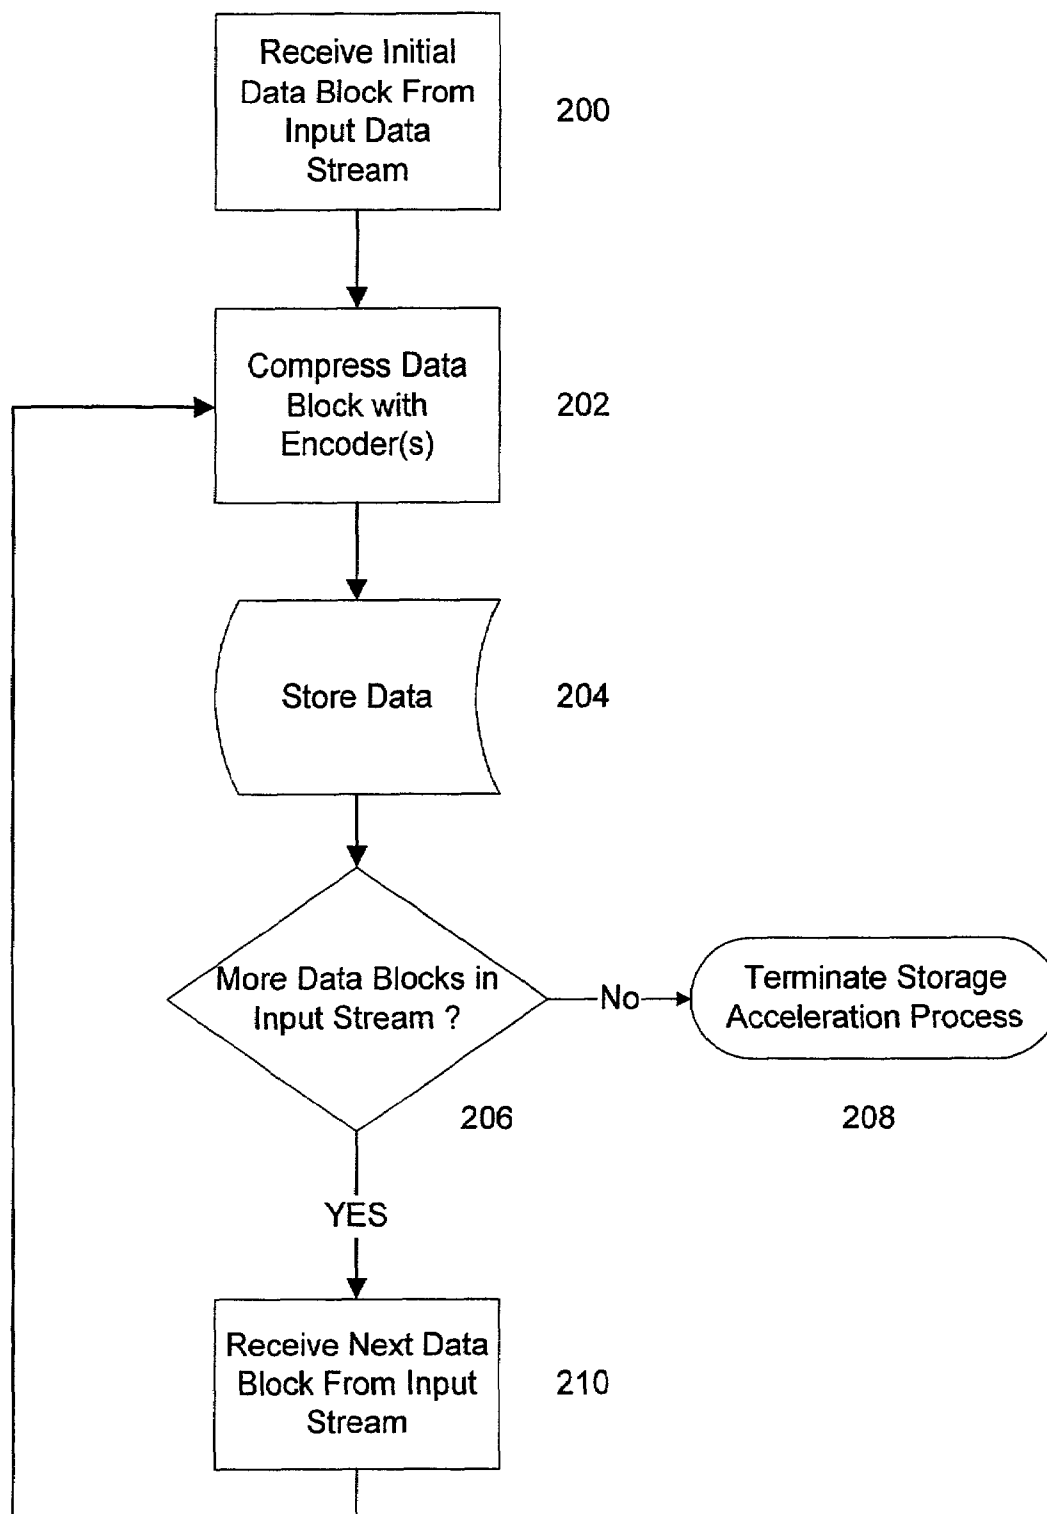 Receive Initial
Data Block From
Input Data
Stream
200
Compress Data
Block with
Encoder(s)
202
Store Data
204
More Data Blocks in
Input Stream ?
206
No
Terminate Storage
Acceleration Process
208
YES
Receive Next Data
Block From Input
Stream
210